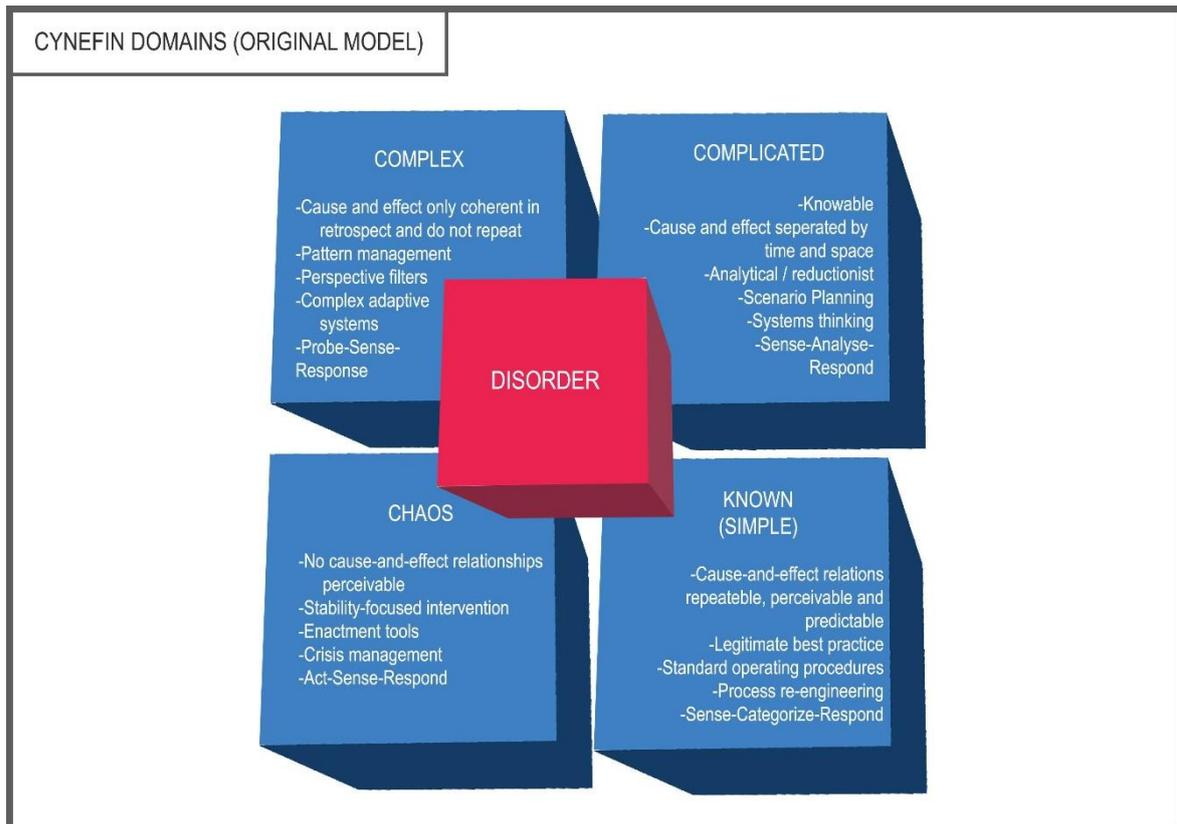 CYNEFIN DOMAINS (ORIGINAL MODEL)
COMPLEX
-Cause and effect only coherent in
retrospect and do not repeat
-Pattern management
-Perspective filters
-Complex adaptive
systems
-Probe-Sense-
Response
COMPLICATED
-Knowable
-Cause and effect seperated by
time and space
-Analytical / reductionist
-Scenario Planning
-Systems thinking
-Sense-Analyse-
Respond
DISORDER
CHAOS
-No cause-and-effect relationships
perceivable
-Stability-focused intervention
-Enactment tools
-Crisis management
-Act-Sense-Respond
KNOWN
(SIMPLE)
-Cause-and-effect relations
repeateble, perceivable and
predictable
-Legitimate best practice
-Standard operating procedures
-Process re-engineering
-Sense-Categorize-Respond